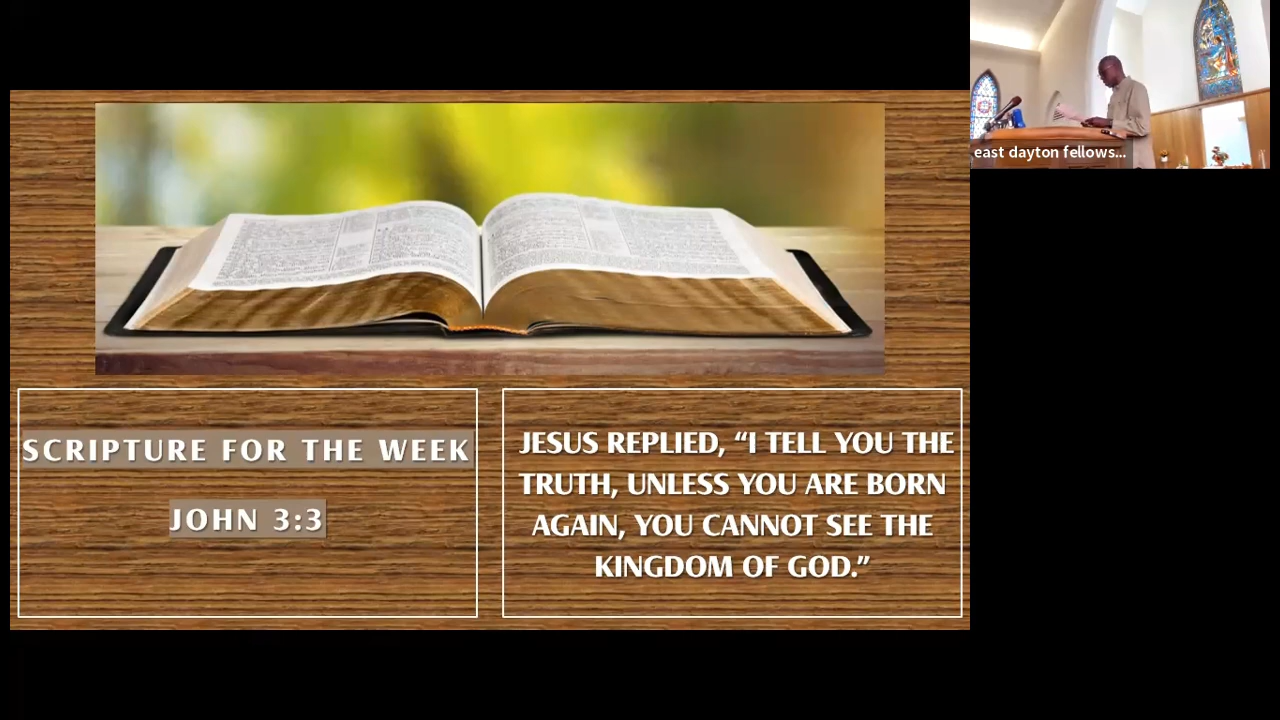 SCRIPTURE FOR THE WEEK
JOHN 3:3
JESUS REPLIED, “I TELL YOU THE
TRUTH, UNLESS YOU ARE BORN
AGAIN, YOU CANNOT SEE THE
KINGDOM OF GOD.”
east dayton fellows...